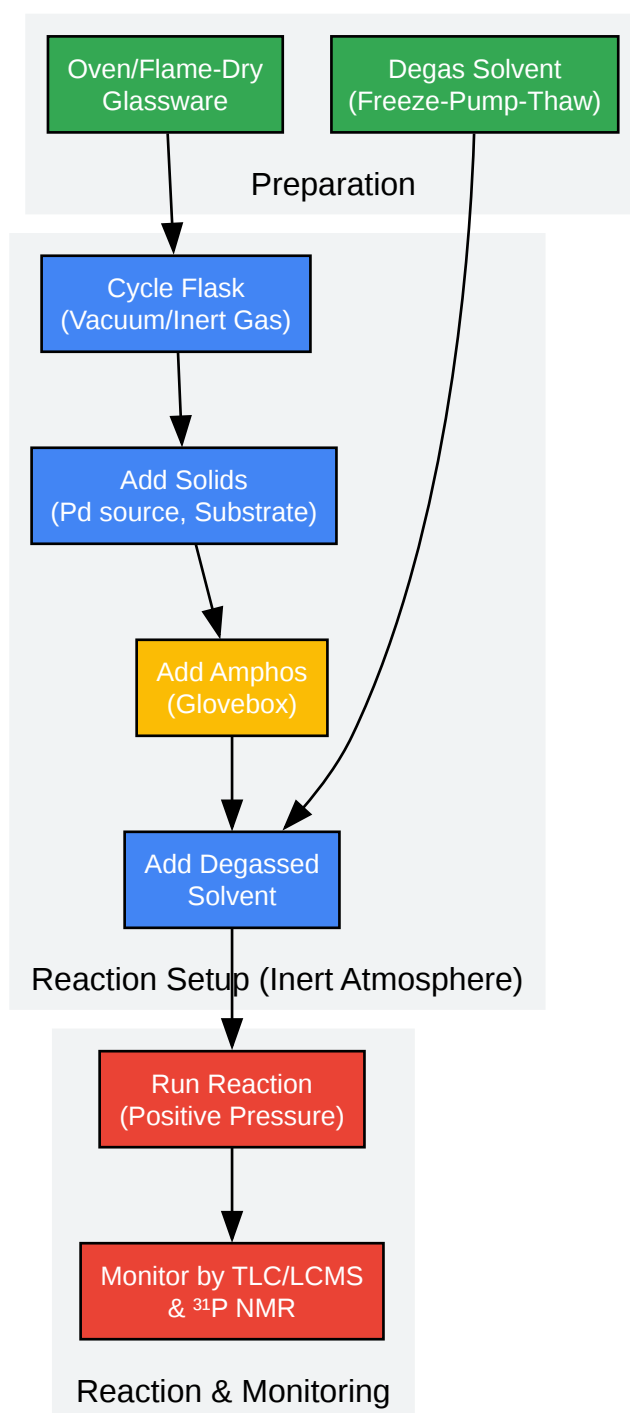 Oven/Flame-Dry
Glassware
Degas Solvent
(Freeze-Pump-Thaw)
Preparation
Cycle Flask
(Vacuum/Inert Gas)
Add Solids
(Pd source, Substrate)
Add Amphos
(Glovebox)
Add Degassed
Solvent
Reaction Setup (Inert Atmosphere)
Run Reaction
(Positive Pressure)
Monitor by TLC/LCMS
& ³¹P NMR
Reaction & Monitoring